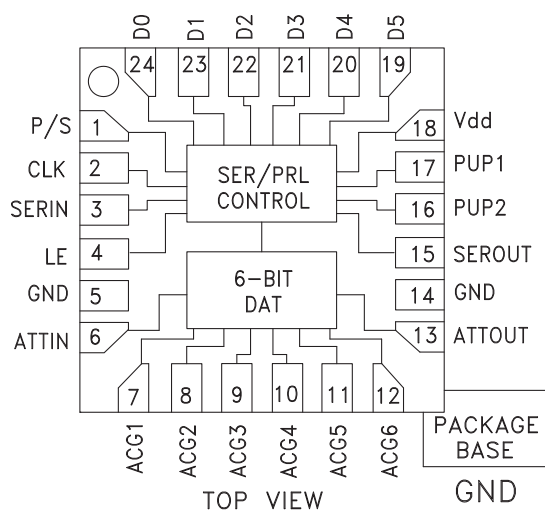 D0 D1 D2 D3 D4 D5
24 23 22 21 20 19
P/S 1 18 Vdd
CLK 2 17 PUP1
SERIN 3 16 PUP2
LE 4 15 SEROUT
GND 5 14 GND
ATTIN 6 13 ATTOUT
SER/PRL
CONTROL
6-BIT
DAT
7 8 9 10 11 12
ACG1 ACG2 ACG3 ACG4 ACG5 ACG6
PACKAGE
BASE
GND
TOP VIEW